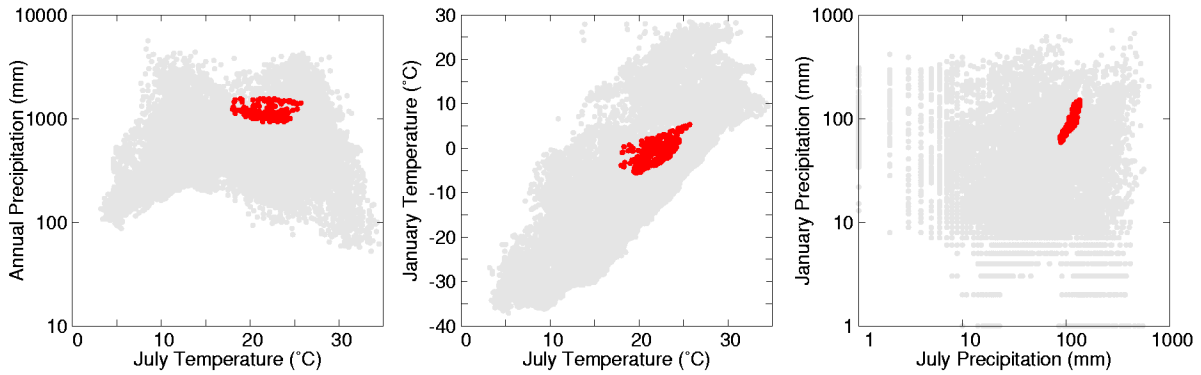 10000
1000
100
10
Annual Precipitation (mm)
0 10 20 30
July Temperature (˚C)
30
20
10
0
-10
-20
-30
-40
January Temperature (˚C)
0 10 20 30
July Temperature (˚C)
1000
100
10
1
January Precipitation (mm)
1 10 100 1000
July Precipitation (mm)